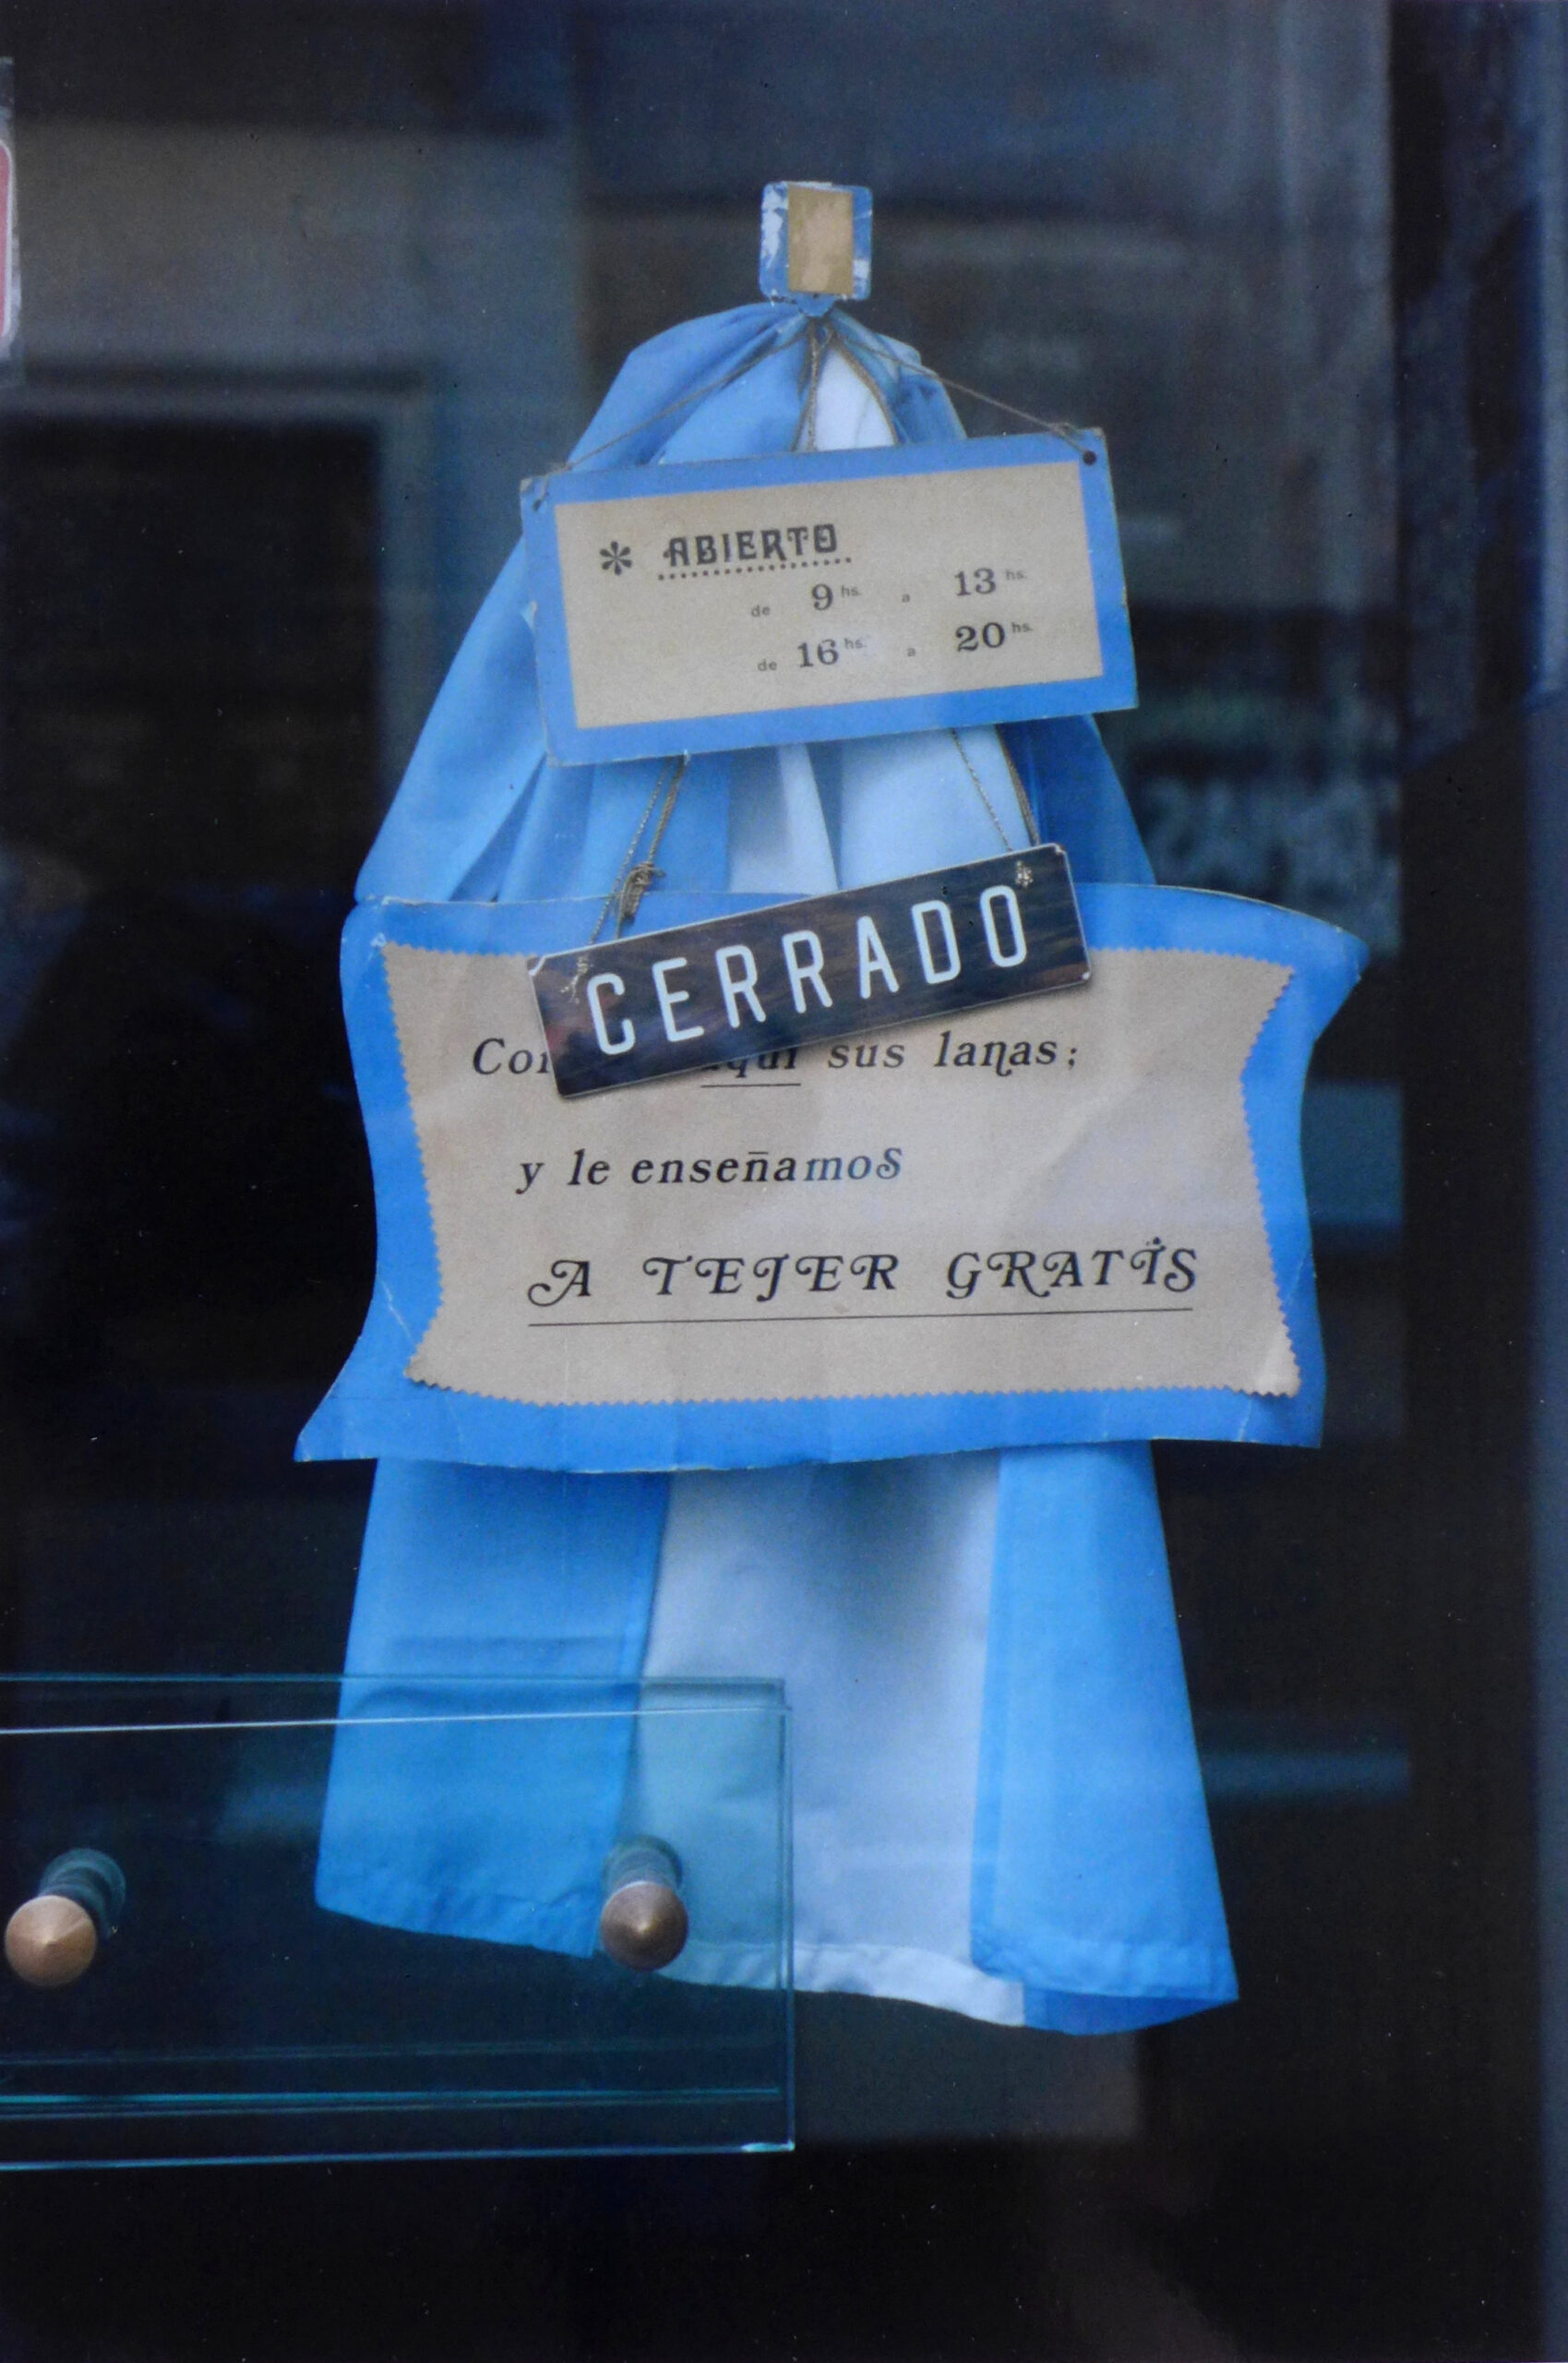 * ABIERTO
de 9 hs. a 13 hs.
de 16 hs. a 20 hs.
CERRADO
sus lanas;
y le enseñamos
A TEJER GRATIS